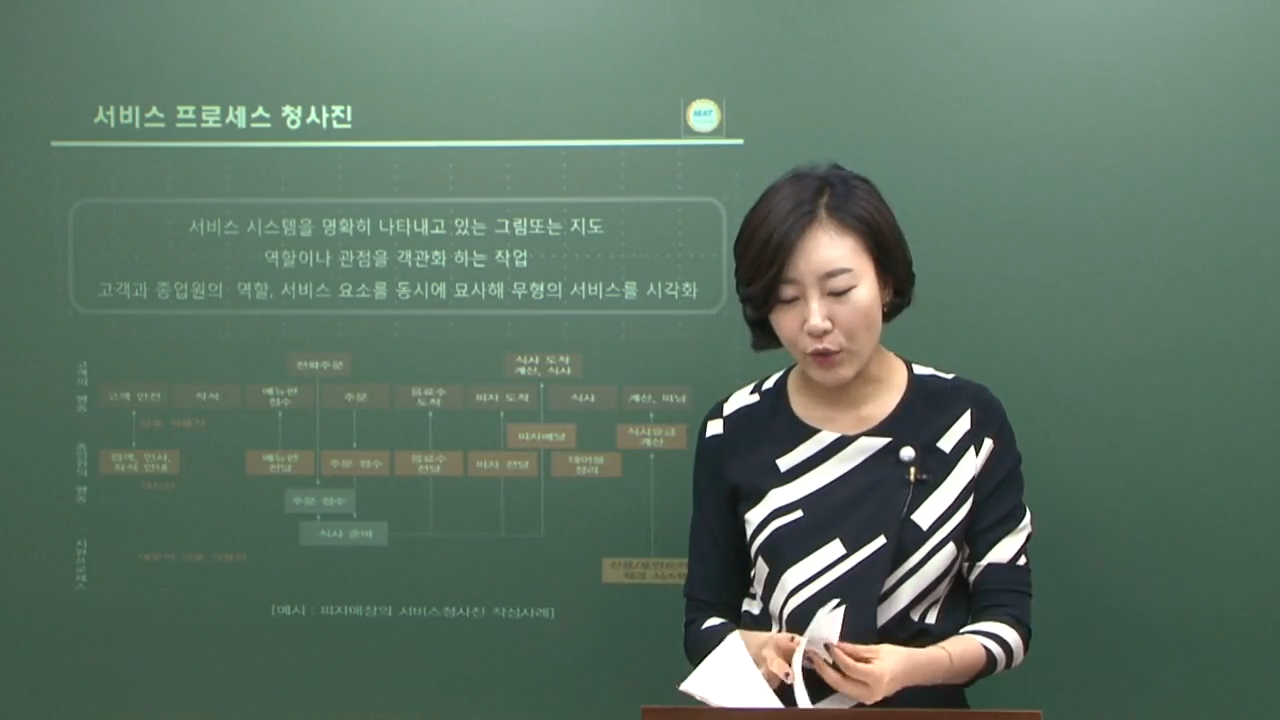 서비스 프로세스 청사진
서비스 시스템을 명확히 나타내고 있는 그림또는 지도
역할이나 관점을 객관화 하는 작업
고객과 종업원의 역할, 서비스 요소를 동시에 묘사해 무형의 서비스를 시각화
전화주문
식사 도착
계산, 식사
착석
메뉴판
접수
주문
음료수
도착
피자 도착
식사
계산, 떠남
피자배달
식사요금
계산
메뉴판
전달
주문 접수
음료수
전달
피자 전달
테이블
정리
주문 접수
식사 준비
[예시 : 피자매장의 서비스청사진 작성사례]